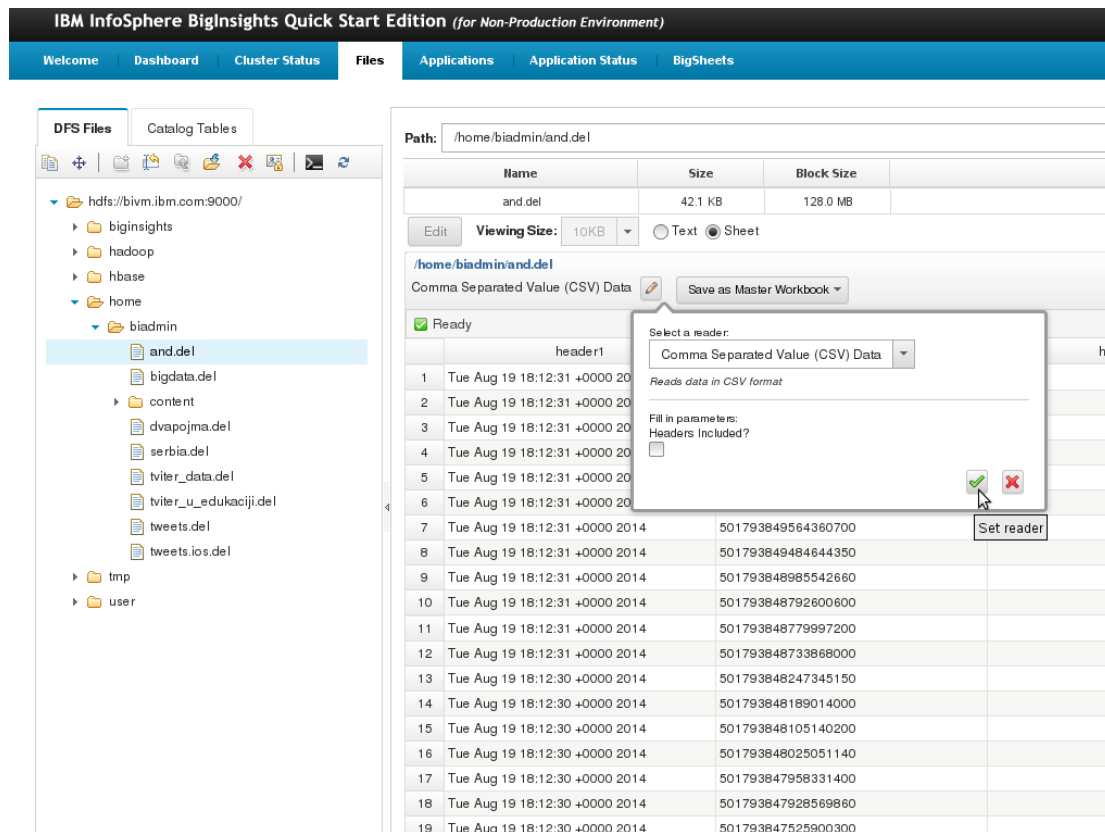 IBM InfoSphere BigInsights Quick Start Edition (for Non-Production Environment)
Welcome Dashboard Cluster Status Files Applications Application Status BigSheets
DFS Files Catalog Tables
hdfs://bivm.ibm.com:9000/
biginsights
hadoop
hbase
home
biadmin
and.del
bigdata.del
content
dvapojma.del
serbia.del
tviter_data.del
tviter_u_edukaciji.del
tweets.del
tweets.ios.del
tmp
user
Path: /home/biadmin/and.del
Name Size Block Size
and.del 42.1 KB 128.0 MB
Edit Viewing Size: 10KB Text Sheet
/home/biadmin/and.del
Comma Separated Value (CSV) Data Save as Master Workbook
Ready
Select a reader:
Comma Separated Value (CSV) Data
Reads data in CSV format
Fill in parameters:
Headers Included?
Set reader
header1 h
1 Tue Aug 19 18:12:31 +0000 20
2 Tue Aug 19 18:12:31 +0000 20
3 Tue Aug 19 18:12:31 +0000 20
4 Tue Aug 19 18:12:31 +0000 20
5 Tue Aug 19 18:12:31 +0000 20
6 Tue Aug 19 18:12:31 +0000 20
7 Tue Aug 19 18:12:31 +0000 2014 501793849564360700
8 Tue Aug 19 18:12:31 +0000 2014 501793849484644350
9 Tue Aug 19 18:12:31 +0000 2014 501793848985542660
10 Tue Aug 19 18:12:31 +0000 2014 501793848792600600
11 Tue Aug 19 18:12:31 +0000 2014 501793848779997200
12 Tue Aug 19 18:12:31 +0000 2014 501793848733868000
13 Tue Aug 19 18:12:30 +0000 2014 501793848247345150
14 Tue Aug 19 18:12:30 +0000 2014 501793848189014000
15 Tue Aug 19 18:12:30 +0000 2014 501793848105140200
16 Tue Aug 19 18:12:30 +0000 2014 501793848025051140
17 Tue Aug 19 18:12:30 +0000 2014 501793847958331400
18 Tue Aug 19 18:12:30 +0000 2014 501793847928569860
19 Tue Aug 19 18:12:30 +0000 2014 501793847525900300